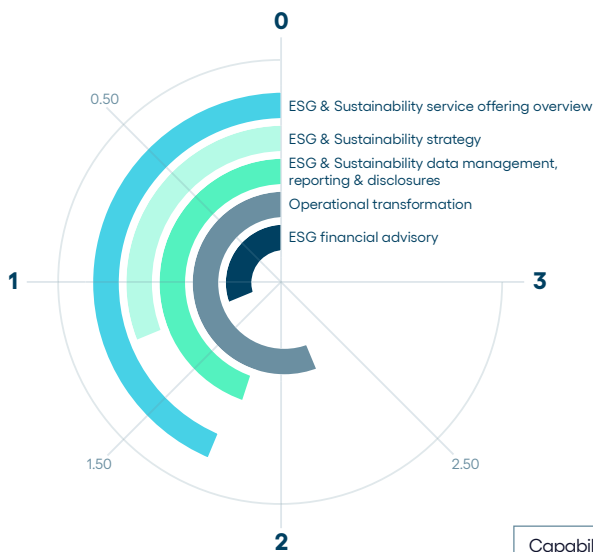 0
0.50
ESG & Sustainability service offering overview
ESG & Sustainability strategy
ESG & Sustainability data management,
reporting & disclosures
Operational transformation
ESG financial advisory
1
3
1.50
2.50
2